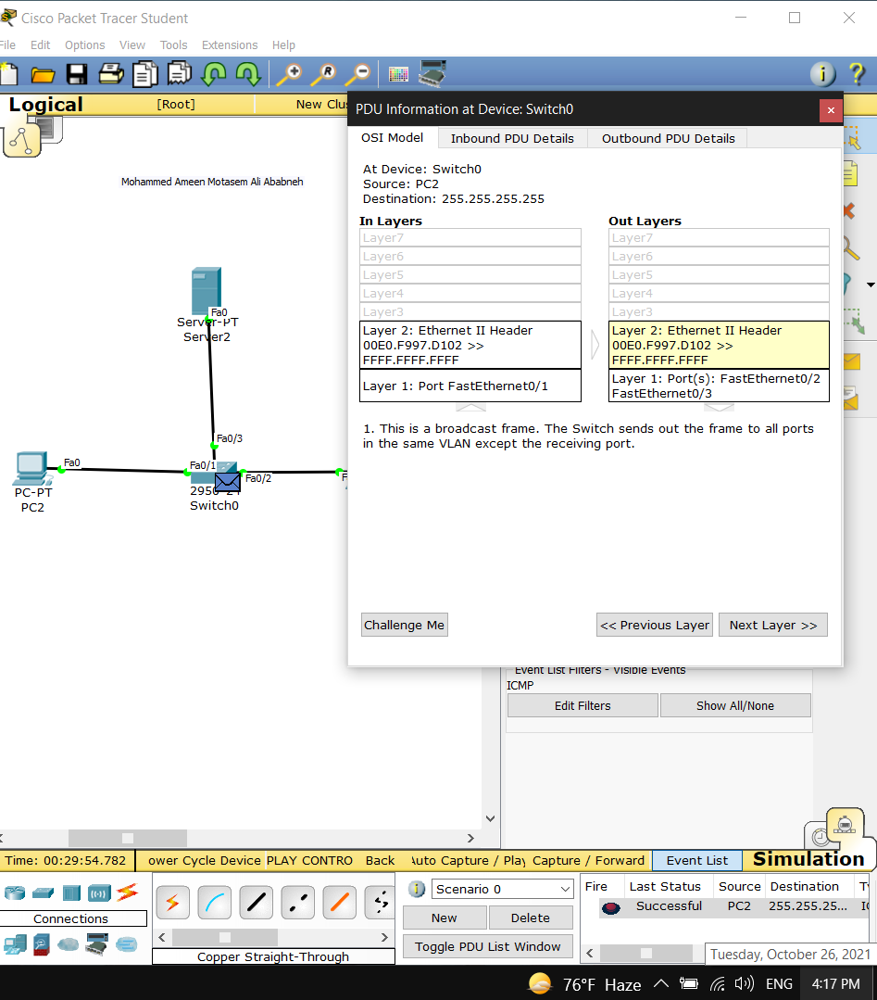 Cisco Packet Tracer Student
File Edit Options View Tools Extensions Help
Logical [Root] New Clu
PDU Information at Device: Switch0
OSI Model Inbound PDU Details Outbound PDU Details
At Device: Switch0
Source: PC2
Destination: 255.255.255.255
In Layers Out Layers
Layer7 Layer7
Layer6 Layer6
Layer5 Layer5
Layer4 Layer4
Layer3 Layer3
Layer 2: Ethernet II Header Layer 2: Ethernet II Header
00E0.F997.D102 >> 00E0.F997.D102 >>
FFFF.FFFF.FFFF FFFF.FFFF.FFFF
Layer 1: Port FastEthernet0/1 Layer 1: Port(s): FastEthernet0/2
FastEthernet0/3
1. This is a broadcast frame. The Switch sends out the frame to all ports
in the same VLAN except the receiving port.
Challenge Me << Previous Layer Next Layer >>
Mohammed Ameen Motasem Ali Ababneh
Fa0
Server-PT
Server2
Fa0/3
Fa0
Fa0/1
Fa0/2
F
PC-PT
PC2
Switch0
Event List Filters - Visible Events
ICMP
Edit Filters Show All/None
Time: 00:29:54.782 ower Cycle Device PLAY CONTRO Back uto Capture / Play Capture / Forward Event List Simulation
Connections
Copper Straight-Through
Scenario 0
New Delete
Toggle PDU List Window
Fire Last Status Source Destination
Successful PC2 255.255.25...
Tuesday, October 26, 2021
76°F Haze ENG 4:17 PM